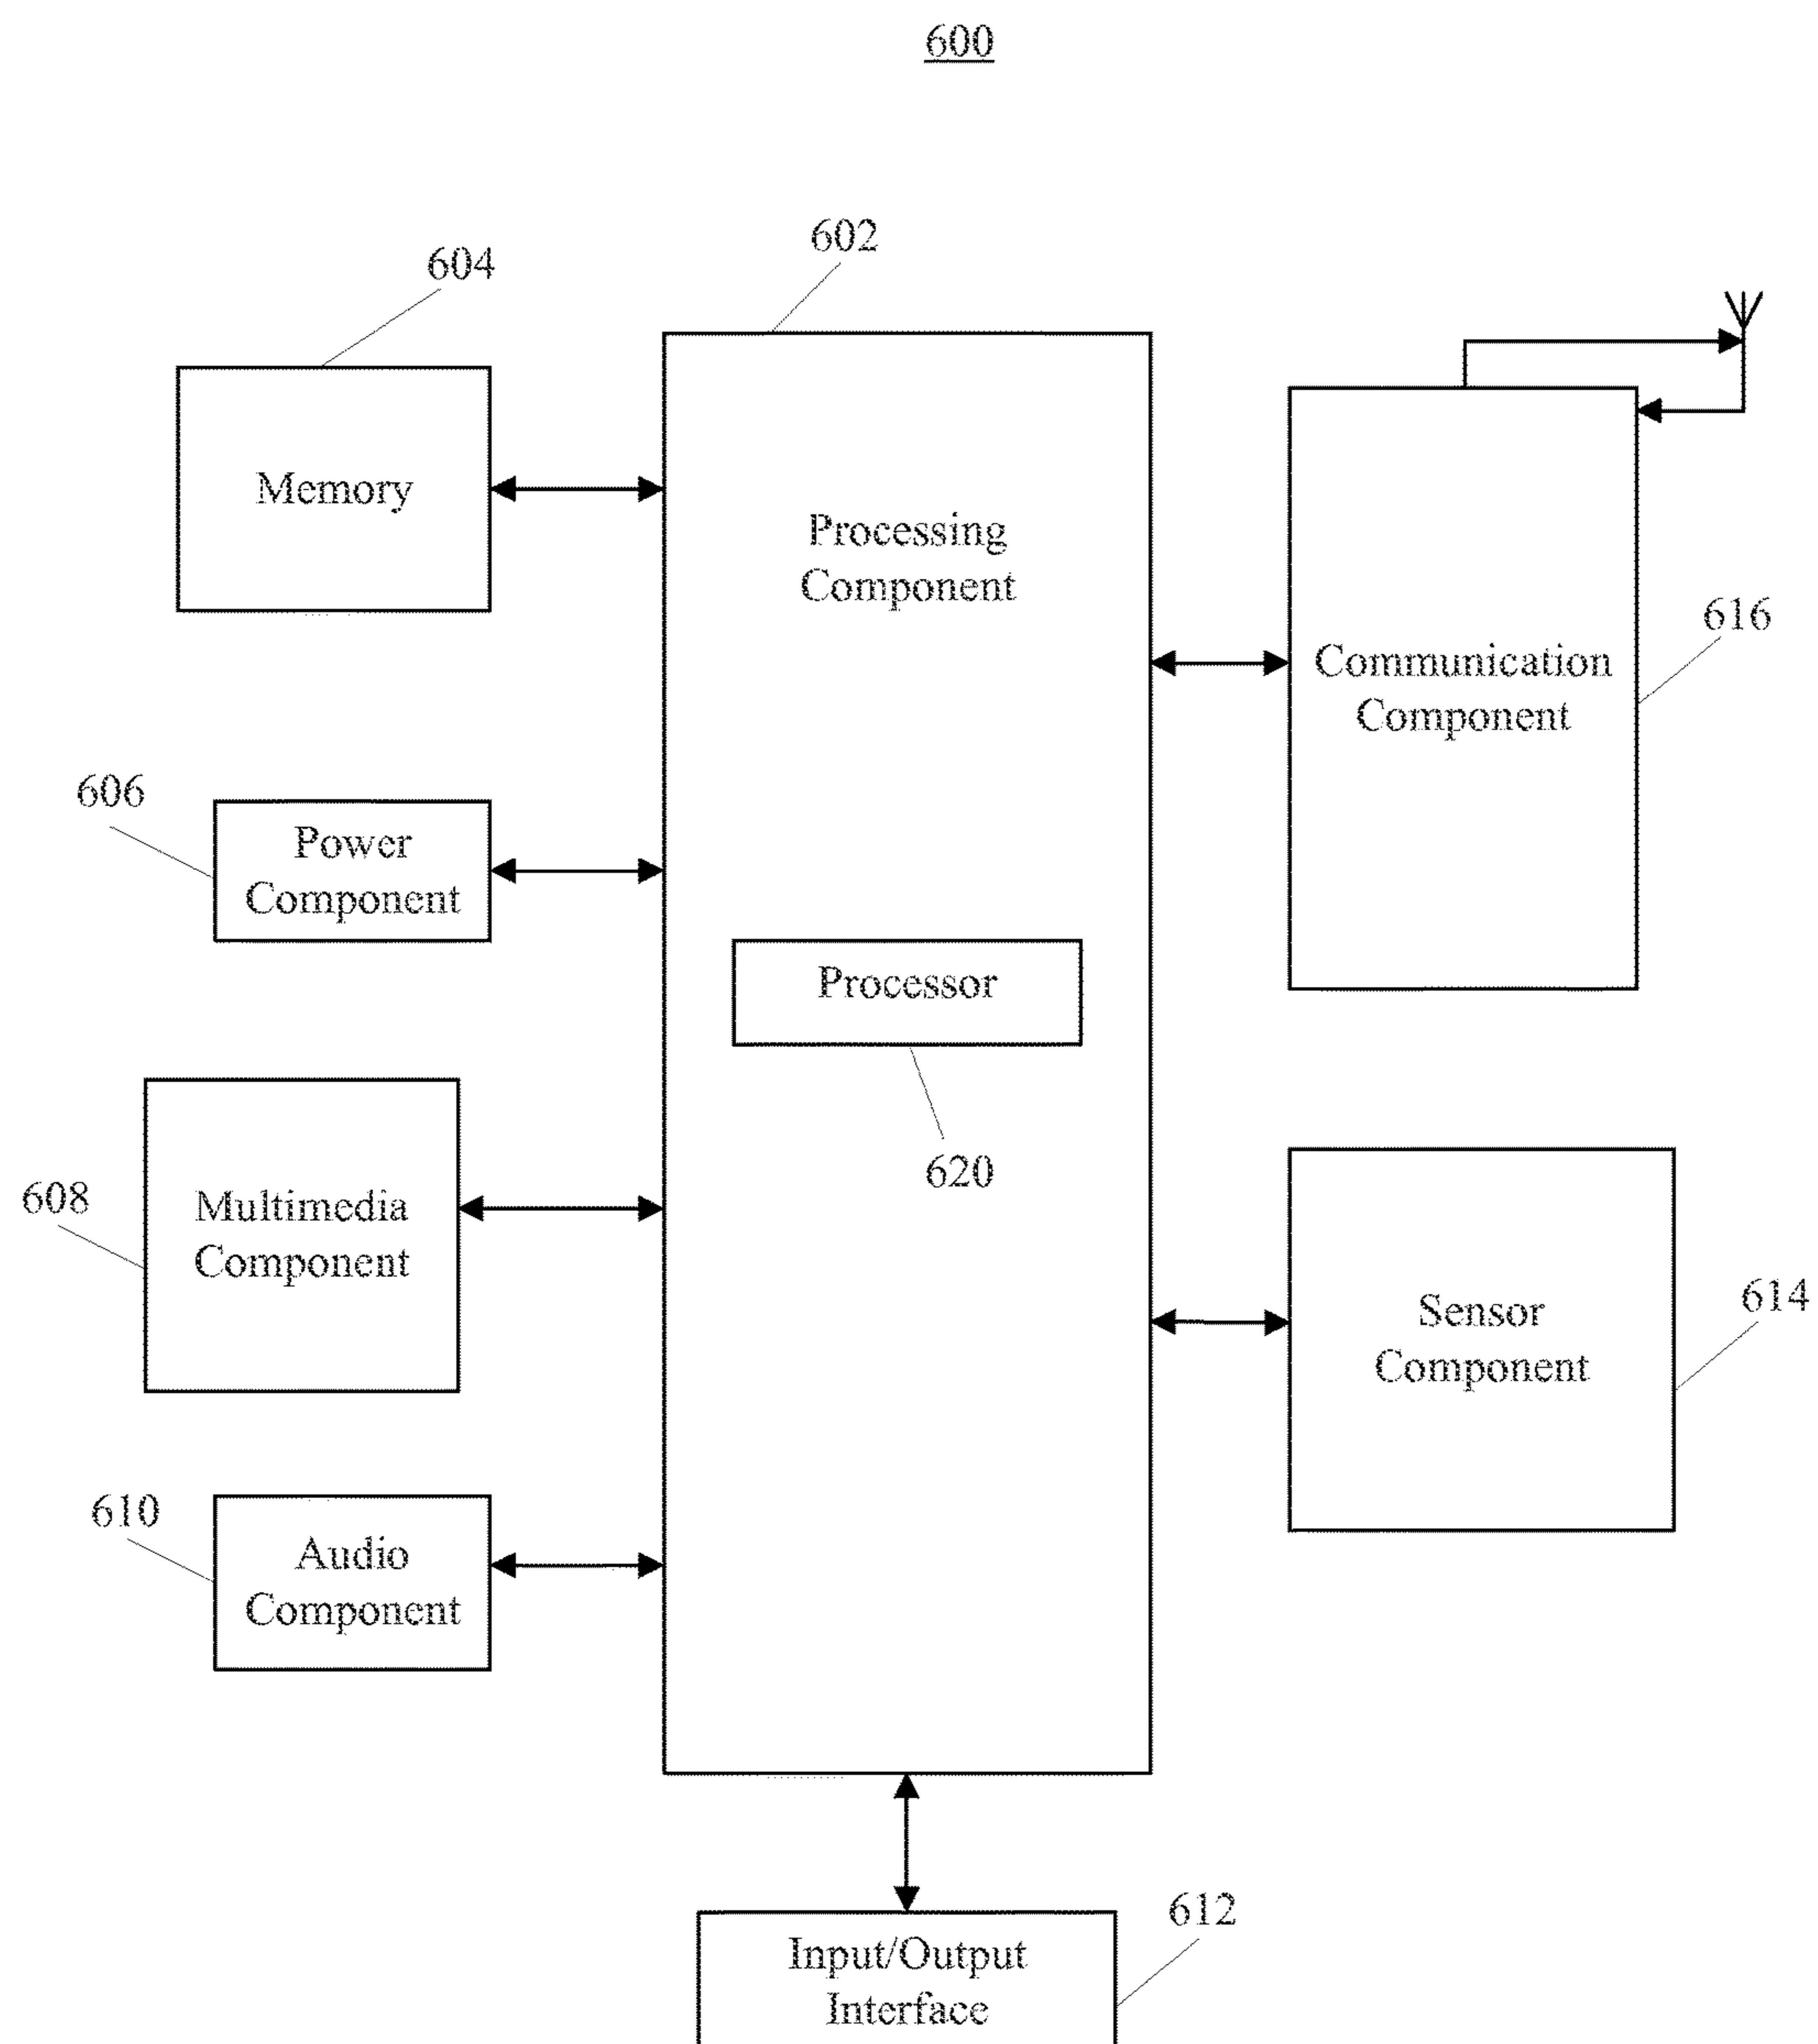 600
602
604
Memory
Processing
Component
616
Communication
Component
606
Power
Component
Processor
620
608
Multimedia
Component
614
Sensor
Component
610
Audio
Component
612
Input/Output
Interface